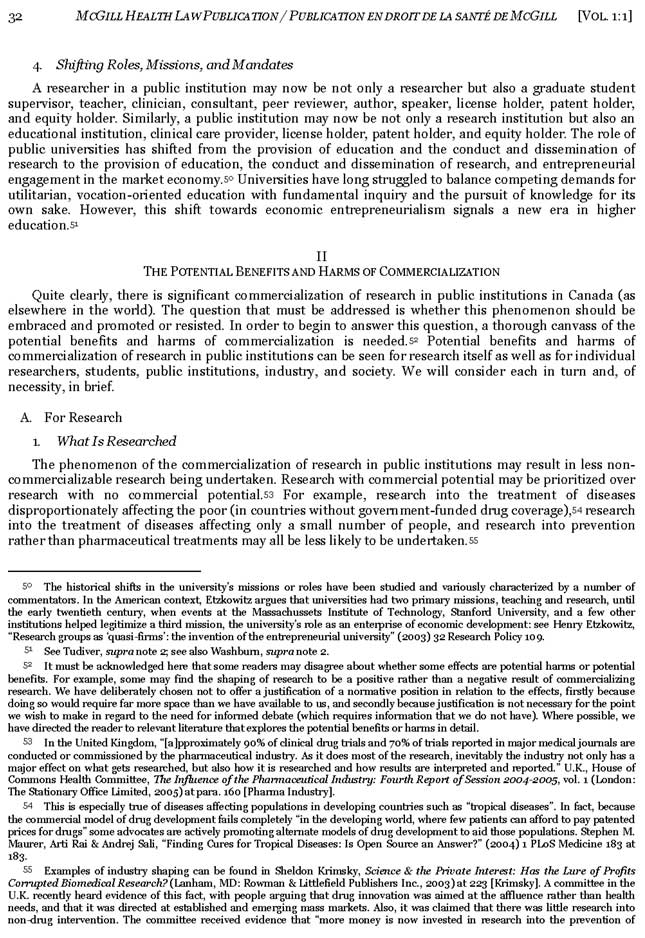 32 MCGILL HEALTH LAW PUBLICATION / PUBLICATION EN DROIT DE LA SANTÉ DE MCGILL [VOL. 1:1]
4. Shifting Roles, Missions, and Mandates
A researcher in a public institution may now be not only a researcher but also a graduate student
supervisor, teacher, clinician, consultant, peer reviewer, author, speaker, license holder, patent holder,
and equity holder. Similarly, a public institution may now be not only a research institution but also an
educational institution, clinical care provider, license holder, patent holder, and equity holder. The role of
public universities has shifted from the provision of education and the conduct and dissemination of
research to the provision of education, the conduct and dissemination of research, and entrepreneurial
engagement in the market economy.50 Universities have long struggled to balance competing demands for
utilitarian, vocation-oriented education with fundamental inquiry and the pursuit of knowledge for its
own sake. However, this shift towards economic entrepreneurialism signals a new era in higher
education.51
II
THE POTENTIAL BENEFITS AND HARMS OF COMMERCIALIZATION
Quite clearly, there is significant commercialization of research in public institutions in Canada (as
elsewhere in the world). The question that must be addressed is whether this phenomenon should be
embraced and promoted or resisted. In order to begin to answer this question, a thorough canvass of the
potential benefits and harms of commercialization is needed.52 Potential benefits and harms of
commercialization of research in public institutions can be seen for research itself as well as for individual
researchers, students, public institutions, industry, and society. We will consider each in turn and, of
necessity, in brief.
A. For Research
1. What Is Researched
The phenomenon of the commercialization of research in public institutions may result in less non-
commercializable research being undertaken. Research with commercial potential may be prioritized over
research with no commercial potential.53 For example, research into the treatment of diseases
disproportionately affecting the poor (in countries without government-funded drug coverage),54 research
into the treatment of diseases affecting only a small number of people, and research into prevention
rather than pharmaceutical treatments may all be less likely to be undertaken.55
50 The historical shifts in the university's missions or roles have been studied and variously characterized by a number of
commentators. In the American context, Etzkowitz argues that universities had two primary missions, teaching and research, until
the early twentieth century, when events at the Massachussets Institute of Technology, Stanford University, and a few other
institutions helped legitimize a third mission, the university's role as an enterprise of economic development: see Henry Etzkowitz,
"Research groups as 'quasi-firms': the invention of the entrepreneurial university" (2003) 32 Research Policy 109.
51 See Tudiver, supra note 2; see also Washburn, supra note 2.
52 It must be acknowledged here that some readers may disagree about whether some effects are potential harms or potential
benefits. For example, some may find the shaping of research to be a positive rather than a negative result of commercializing
research. We have deliberately chosen not to offer a justification of a normative position in relation to the effects, firstly because
doing so would require far more space than we have available to us, and secondly because justification is not necessary for the point
we wish to make in regard to the need for informed debate (which requires information that we do not have). Where possible, we
have directed the reader to relevant literature that explores the potential benefits or harms in detail.
53 In the United Kingdom, "[a]pproximately 90% of clinical drug trials and 70% of trials reported in major medical journals are
conducted or commissioned by the pharmaceutical industry. As it does most of the research, inevitably the industry not only has a
major effect on what gets researched, but also how it is researched and how results are interpreted and reported." U.K., House of
Commons Health Committee, The Influence of the Pharmaceutical Industry: Fourth Report of Session 2004-2005, vol. 1 (London:
The Stationary Office Limited, 2005) at para. 160 [Pharma Industry].
54 This is especially true of diseases affecting populations in developing countries such as "tropical diseases". In fact, because
the commercial model of drug development fails completely "in the developing world, where few patients can afford to pay patented
prices for drugs" some advocates are actively promoting alternate models of drug development to aid those populations. Stephen M.
Maurer, Arti Rai & Andrej Sali, "Finding Cures for Tropical Diseases: Is Open Source an Answer?" (2004) 1 PLoS Medicine 183 at
183.
55 Examples of industry shaping can be found in Sheldon Krimsky, Science & the Private Interest: Has the Lure of Profits
Corrupted Biomedical Research? (Lanham, MD: Rowman & Littlefield Publishers Inc., 2003) at 223 [Krimsky]. A committee in the
U.K. recently heard evidence of this fact, with people arguing that drug innovation was aimed at the affluence rather than health
needs, and that it was directed at established and emerging mass markets. Also, it was claimed that there was little research into
non-drug intervention. The committee received evidence that "more money is now invested in research into the prevention of